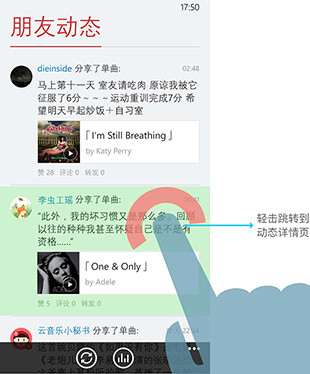 17:50
朋友动态
dieinside 分享了单曲: 02:48
马上第十一天 室友请吃肉 原谅我被它
征服了6分～～～运动重训完成7分 希
望明天早起炒饭＋自习室
「I'm Still Breathing」
by Katy Perry
赞 28 评论 0 转发 0
李虫工瑶 分享了单曲:
“此外，我的坏习惯又是那么多。回顾
以往的种种我甚至怀疑自己是不是有
资格......”
「One & Only」
by Adele
赞 5 评论 0 转发 0
轻击跳转到
动态详情页
云音乐小秘书 分享了单曲: